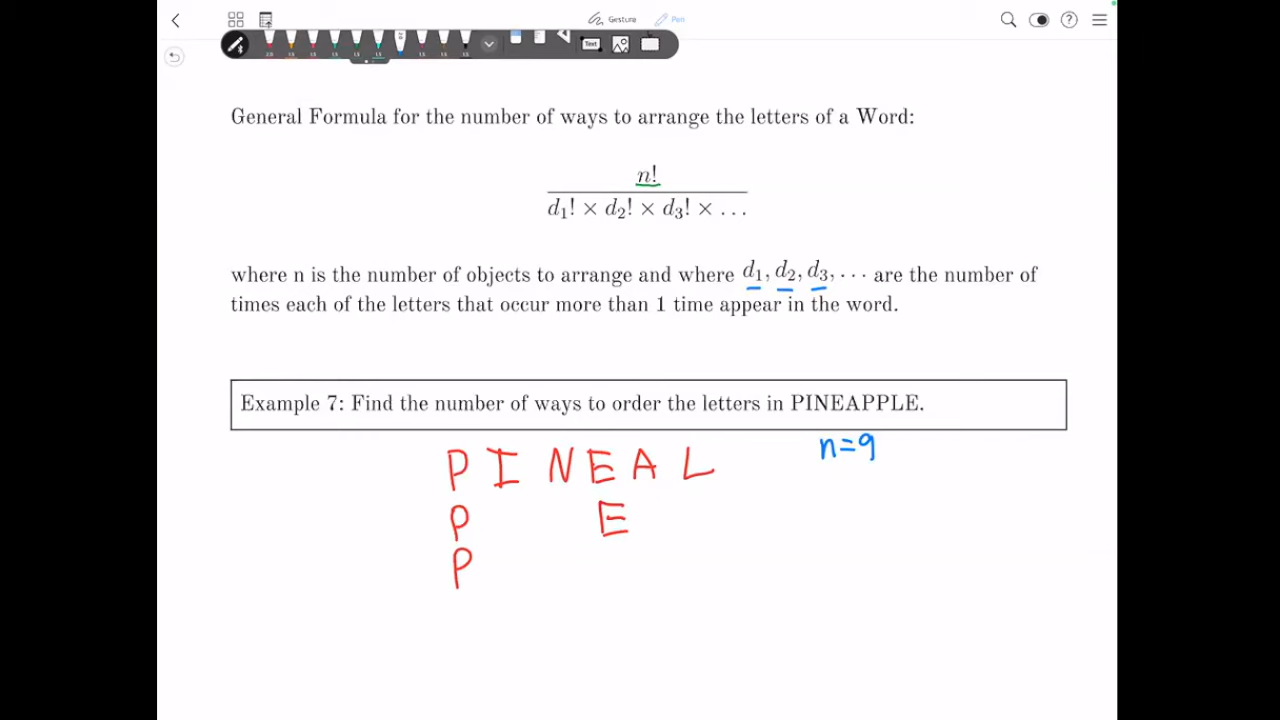 Gesture Pen
Text
General Formula for the number of ways to arrange the letters of a Word:
n!
d₁! × d₂! × d₃! × ...
where n is the number of objects to arrange and where d₁, d₂, d₃, ··· are the number of
times each of the letters that occur more than 1 time appear in the word.
Example 7: Find the number of ways to order the letters in PINEAPPLE.
n=9
P I N E A L
P E
P